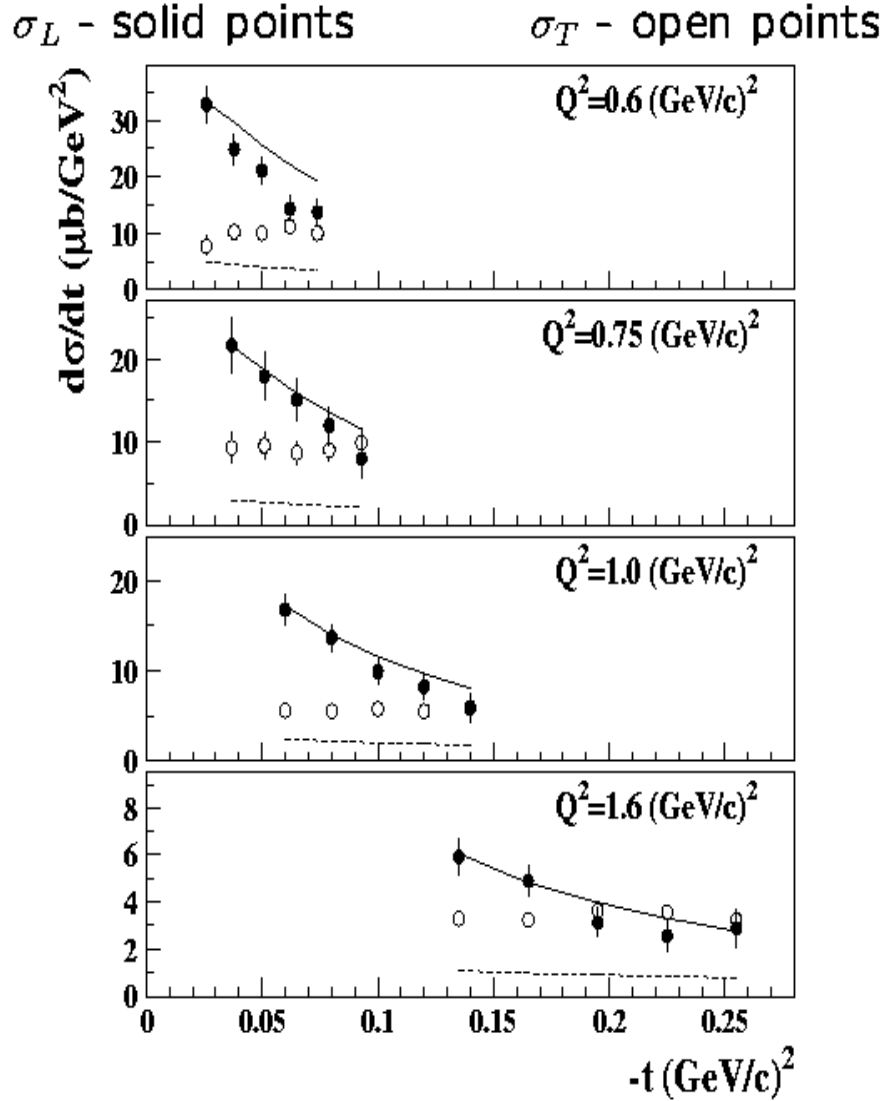 σ_L - solid points σ_T - open points
dσ/dt (μb/GeV²)
Q²=0.6 (GeV/c)²
30
20
10
0
Q²=0.75 (GeV/c)²
20
10
0
Q²=1.0 (GeV/c)²
20
10
0
Q²=1.6 (GeV/c)²
8
6
4
2
0
0 0.05 0.1 0.15 0.2 0.25
-t (GeV/c)²